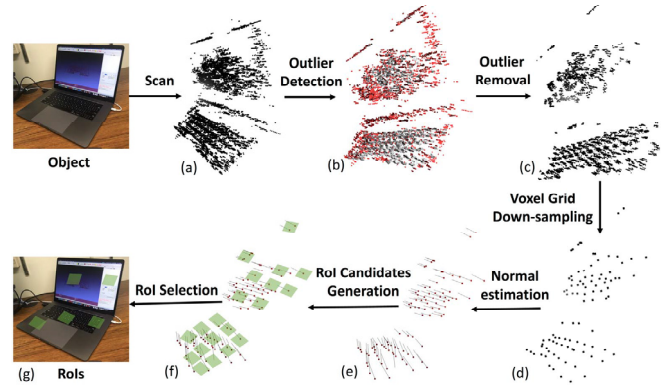 Scan
Outlier
Detection
Outlier
Removal
Object
(a)
(b)
(c)
Voxel Grid
Down-sampling
RoI Selection
RoI Candidates
Generation
Normal
estimation
(g)
RoIs
(f)
(e)
(d)